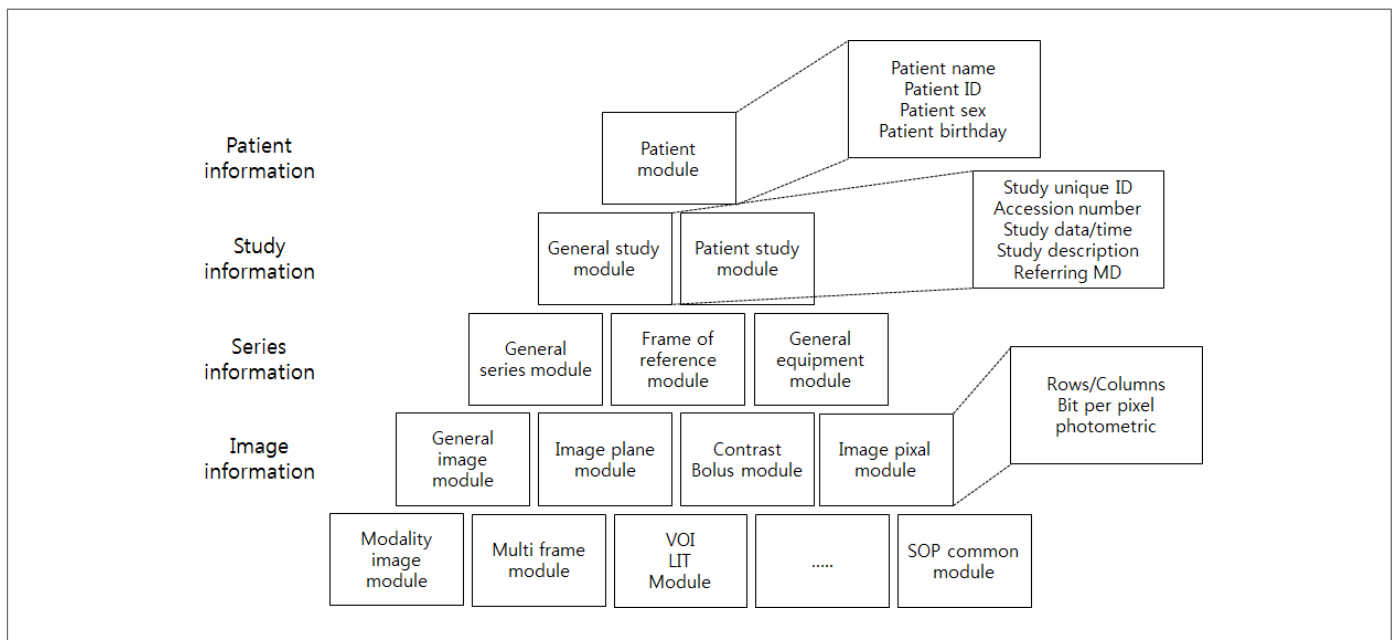 Patient name
Patient ID
Patient sex
Patient birthday
Patient
information
Patient
module
Study unique ID
Accession number
Study data/time
Study description
Referring MD
Study
information
General study
module
Patient study
module
Series
information
General
series module
Frame of
reference
module
General
equipment
module
Rows/Columns
Bit per pixel
photometric
Image
information
General
image
module
Image plane
module
Contrast
Bolus module
Image pixal
module
Modality
image
module
Multi frame
module
VOI
LIT
Module
.....
SOP common
module